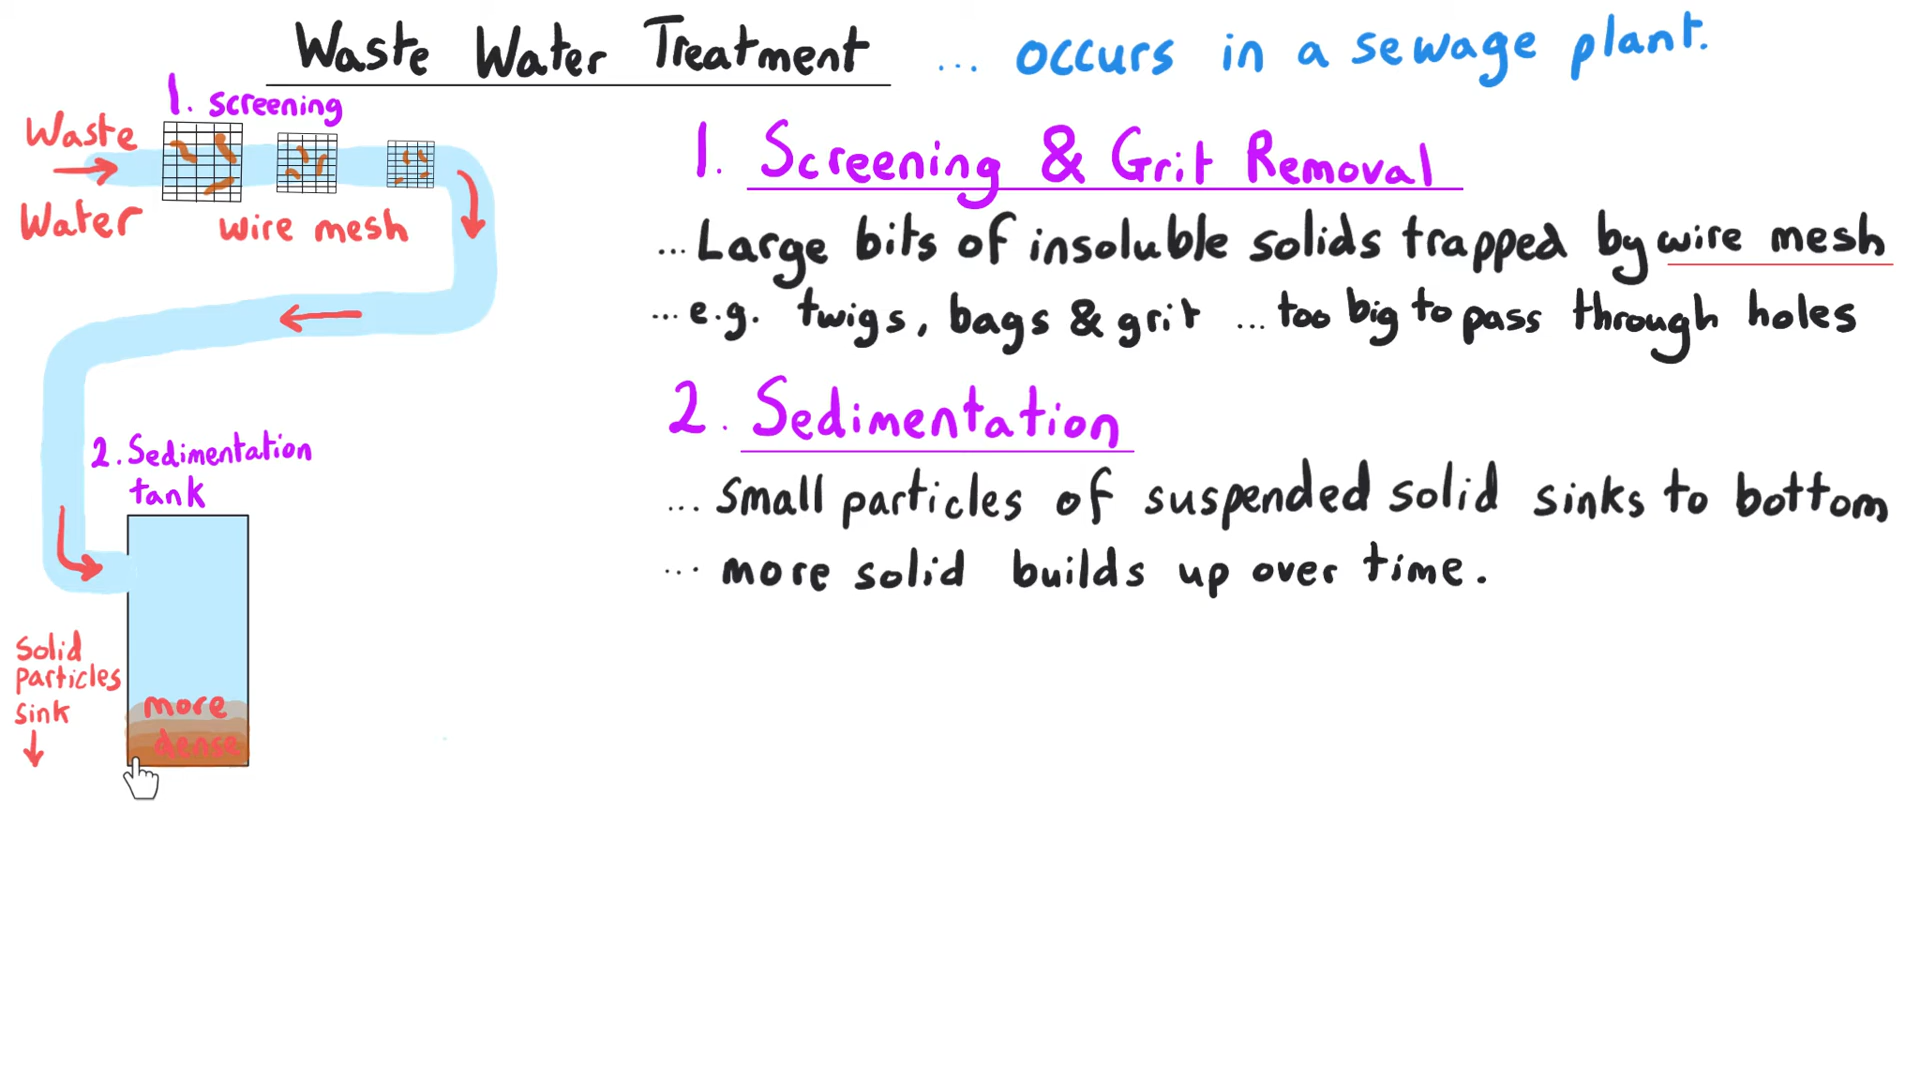 Waste Water Treatment ... occurs in a sewage plant.
1. screening
Waste
Water
wire mesh
1. Screening & Grit Removal
... Large bits of insoluble solids trapped by wire mesh
... e.g. twigs, bags & grit ... too big to pass through holes
2. Sedimentation
... small particles of suspended solid sinks to bottom
... more solid builds up over time.
2. Sedimentation
tank
Solid
particles
sink
more
dense